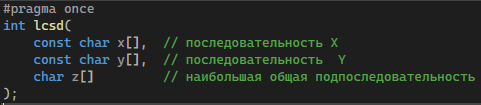 #pragma once
int lcsd(
    const char x[],  // последовательность X
    const char y[],  // последовательность  Y
    char z[]         // наибольшая общая подпоследовательность
);